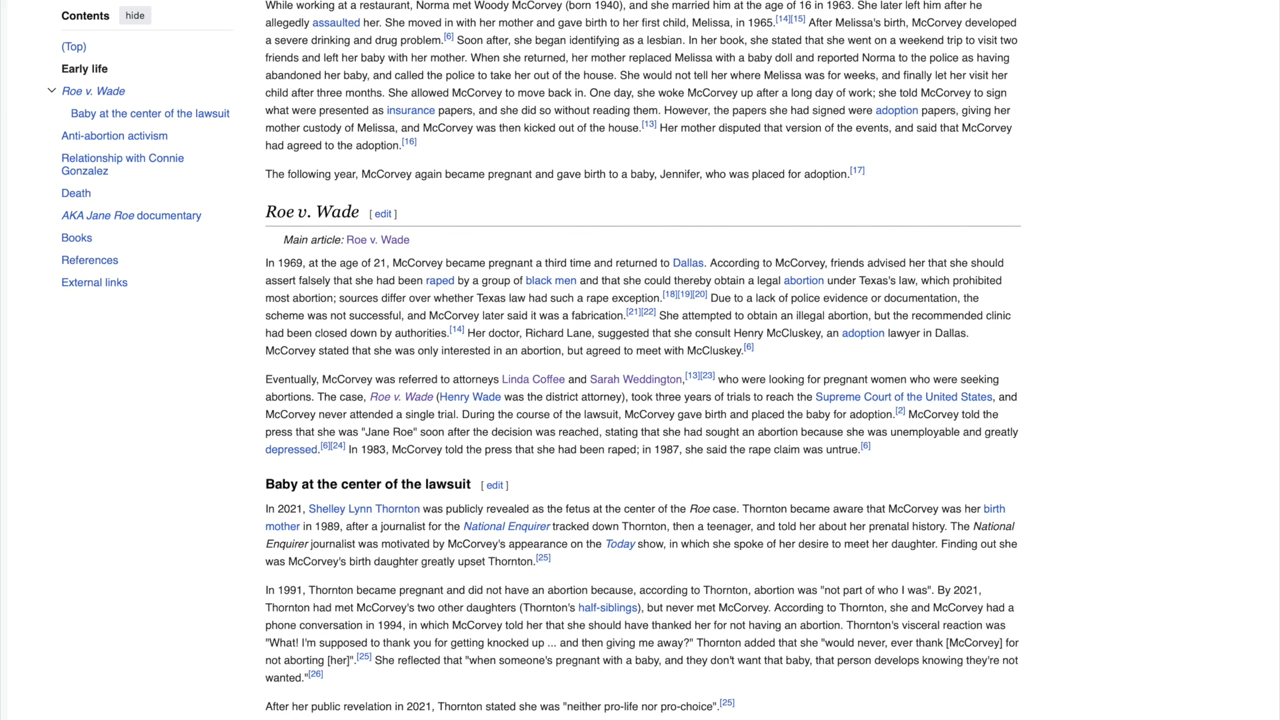 Contents hide
(Top)
Early life
Roe v. Wade
Baby at the center of the lawsuit
Anti-abortion activism
Relationship with Connie
Gonzalez
Death
AKA Jane Roe documentary
Books
References
External links
While working at a restaurant, Norma met Woody McCorvey (born 1940), and she married him at the age of 16 in 1963. She later left him after he
allegedly assaulted her. She moved in with her mother and gave birth to her first child, Melissa, in 1965.[14][15] After Melissa's birth, McCorvey developed
a severe drinking and drug problem.[6] Soon after, she began identifying as a lesbian. In her book, she stated that she went on a weekend trip to visit two
friends and left her baby with her mother. When she returned, her mother replaced Melissa with a baby doll and reported Norma to the police as having
abandoned her baby, and called the police to take her out of the house. She would not tell her where Melissa was for weeks, and finally let her visit her
child after three months. She allowed McCorvey to move back in. One day, she woke McCorvey up after a long day of work; she told McCorvey to sign
what were presented as insurance papers, and she did so without reading them. However, the papers she had signed were adoption papers, giving her
mother custody of Melissa, and McCorvey was then kicked out of the house.[13] Her mother disputed that version of the events, and said that McCorvey
had agreed to the adoption.[16]
The following year, McCorvey again became pregnant and gave birth to a baby, Jennifer, who was placed for adoption.[17]
Roe v. Wade [ edit ]
Main article: Roe v. Wade
In 1969, at the age of 21, McCorvey became pregnant a third time and returned to Dallas. According to McCorvey, friends advised her that she should
assert falsely that she had been raped by a group of black men and that she could thereby obtain a legal abortion under Texas's law, which prohibited
most abortion; sources differ over whether Texas law had such a rape exception.[18][19][20] Due to a lack of police evidence or documentation, the
scheme was not successful, and McCorvey later said it was a fabrication.[21][22] She attempted to obtain an illegal abortion, but the recommended clinic
had been closed down by authorities.[14] Her doctor, Richard Lane, suggested that she consult Henry McCluskey, an adoption lawyer in Dallas.
McCorvey stated that she was only interested in an abortion, but agreed to meet with McCluskey.[6]
Eventually, McCorvey was referred to attorneys Linda Coffee and Sarah Weddington,[13][23] who were looking for pregnant women who were seeking
abortions. The case, Roe v. Wade (Henry Wade was the district attorney), took three years of trials to reach the Supreme Court of the United States, and
McCorvey never attended a single trial. During the course of the lawsuit, McCorvey gave birth and placed the baby for adoption.[2] McCorvey told the
press that she was "Jane Roe" soon after the decision was reached, stating that she had sought an abortion because she was unemployable and greatly
depressed.[6][24] In 1983, McCorvey told the press that she had been raped; in 1987, she said the rape claim was untrue.[6]
Baby at the center of the lawsuit [ edit ]
In 2021, Shelley Lynn Thornton was publicly revealed as the fetus at the center of the Roe case. Thornton became aware that McCorvey was her birth
mother in 1989, after a journalist for the National Enquirer tracked down Thornton, then a teenager, and told her about her prenatal history. The National
Enquirer journalist was motivated by McCorvey's appearance on the Today show, in which she spoke of her desire to meet her daughter. Finding out she
was McCorvey's birth daughter greatly upset Thornton.[25]
In 1991, Thornton became pregnant and did not have an abortion because, according to Thornton, abortion was "not part of who I was". By 2021,
Thornton had met McCorvey's two other daughters (Thornton's half-siblings), but never met McCorvey. According to Thornton, she and McCorvey had a
phone conversation in 1994, in which McCorvey told her that she should have thanked her for not having an abortion. Thornton's visceral reaction was
"What! I'm supposed to thank you for getting knocked up ... and then giving me away?" Thornton added that she "would never, ever thank [McCorvey] for
not aborting [her]".[25] She reflected that "when someone's pregnant with a baby, and they don't want that baby, that person develops knowing they're not
wanted."[26]
After her public revelation in 2021, Thornton stated she was "neither pro-life nor pro-choice".[25]